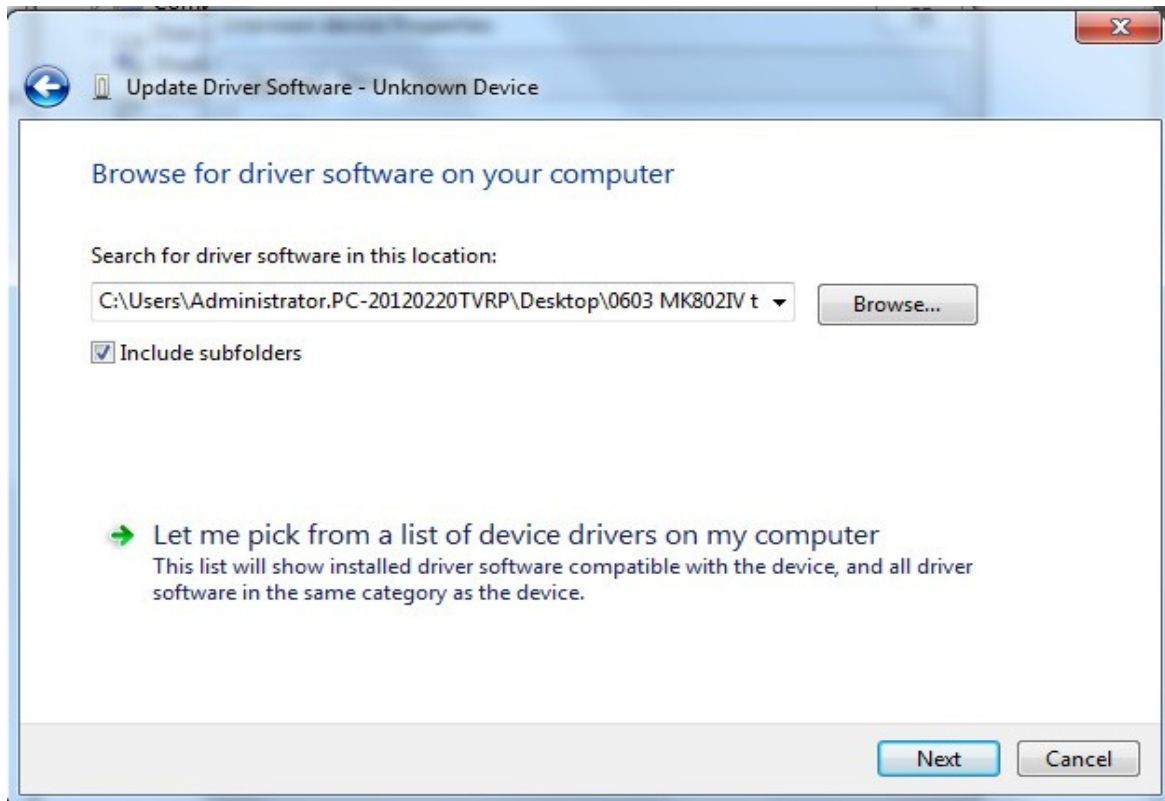 Update Driver Software - Unknown Device
Browse for driver software on your computer
Search for driver software in this location:
C:\Users\Administrator.PC-20120220TVRP\Desktop\0603 MK802IV t
Browse...
Include subfolders
Let me pick from a list of device drivers on my computer
This list will show installed driver software compatible with the device, and all driver
software in the same category as the device.
Next
Cancel